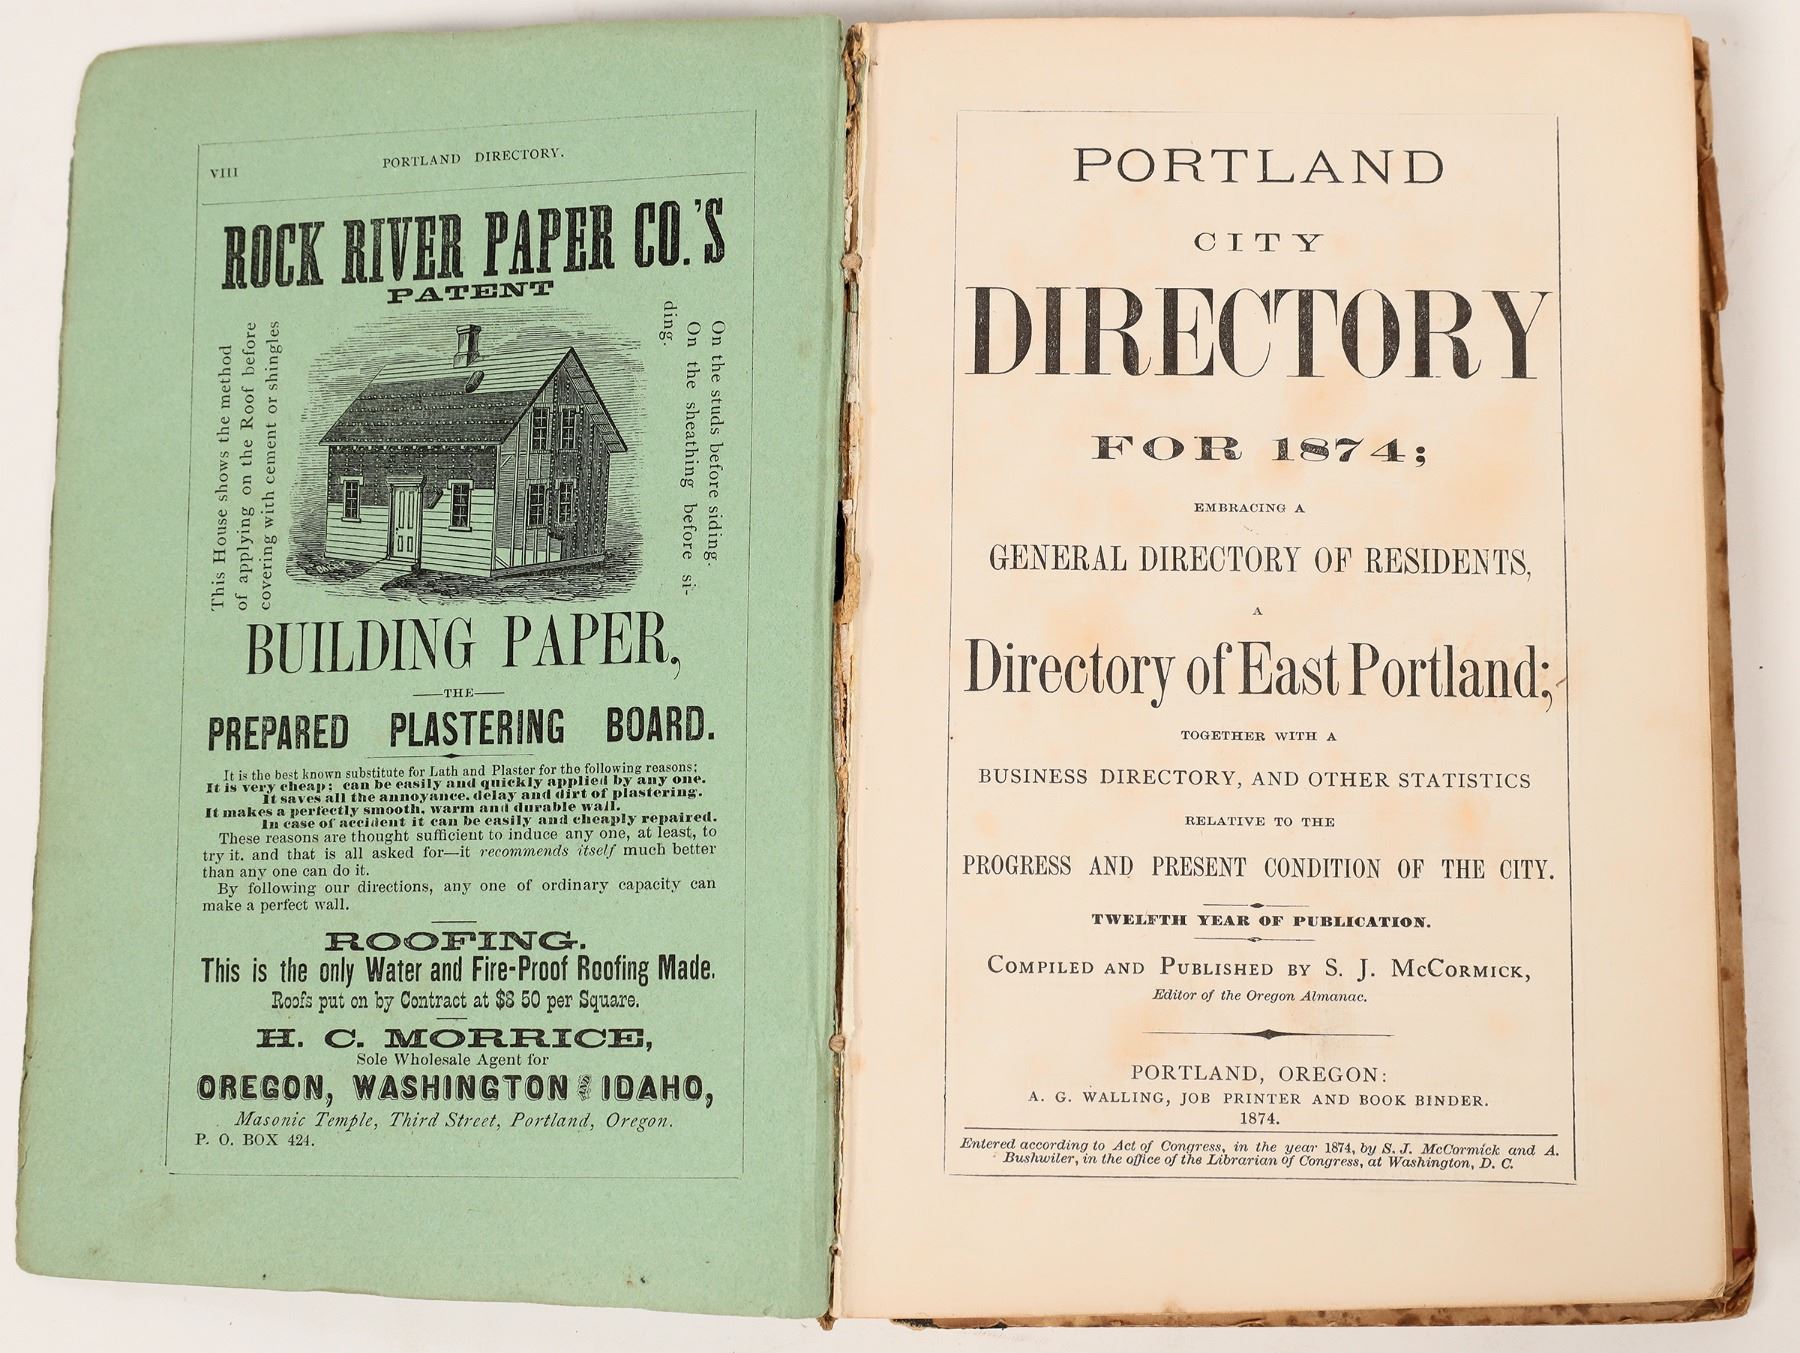 VIII
PORTLAND DIRECTORY.
ROCK RIVER PAPER CO.'S
PATENT
This House shows the method
of applying on the Roof before
covering with cement or shingles
On the studs before siding.
On the sheathing before si-
ding.
BUILDING PAPER,
—THE—
PREPARED PLASTERING BOARD.
It is the best known substitute for Lath and Plaster for the following reasons;
It is very cheap; can be easily and quickly applied by any one.
It saves all the annoyance, delay and dirt of plastering.
It makes a perfectly smooth, warm and durable wall.
In case of accident it can be easily and cheaply repaired.
These reasons are thought sufficient to induce any one, at least, to
try it. and that is all asked for—it recommends itself much better
than any one can do it.
By following our directions, any one of ordinary capacity can
make a perfect wall.
ROOFING.
This is the only Water and Fire-Proof Roofing Made.
Roofs put on by Contract at $8 50 per Square.
H. C. MORRICE,
Sole Wholesale Agent for
OREGON, WASHINGTON and IDAHO,
Masonic Temple, Third Street, Portland, Oregon.
P. O. BOX 424.
PORTLAND
CITY
DIRECTORY
FOR 1874;
EMBRACING A
GENERAL DIRECTORY OF RESIDENTS,
A
Directory of East Portland;
TOGETHER WITH A
BUSINESS DIRECTORY, AND OTHER STATISTICS
RELATIVE TO THE
PROGRESS AND PRESENT CONDITION OF THE CITY.
TWELFTH YEAR OF PUBLICATION.
COMPILED AND PUBLISHED BY S. J. MCCORMICK,
Editor of the Oregon Almanac.
PORTLAND, OREGON:
A. G. WALLING, JOB PRINTER AND BOOK BINDER.
1874.
Entered according to Act of Congress, in the year 1874, by S. J. McCormick and A.
Bushwiler, in the office of the Librarian of Congress, at Washington, D. C.